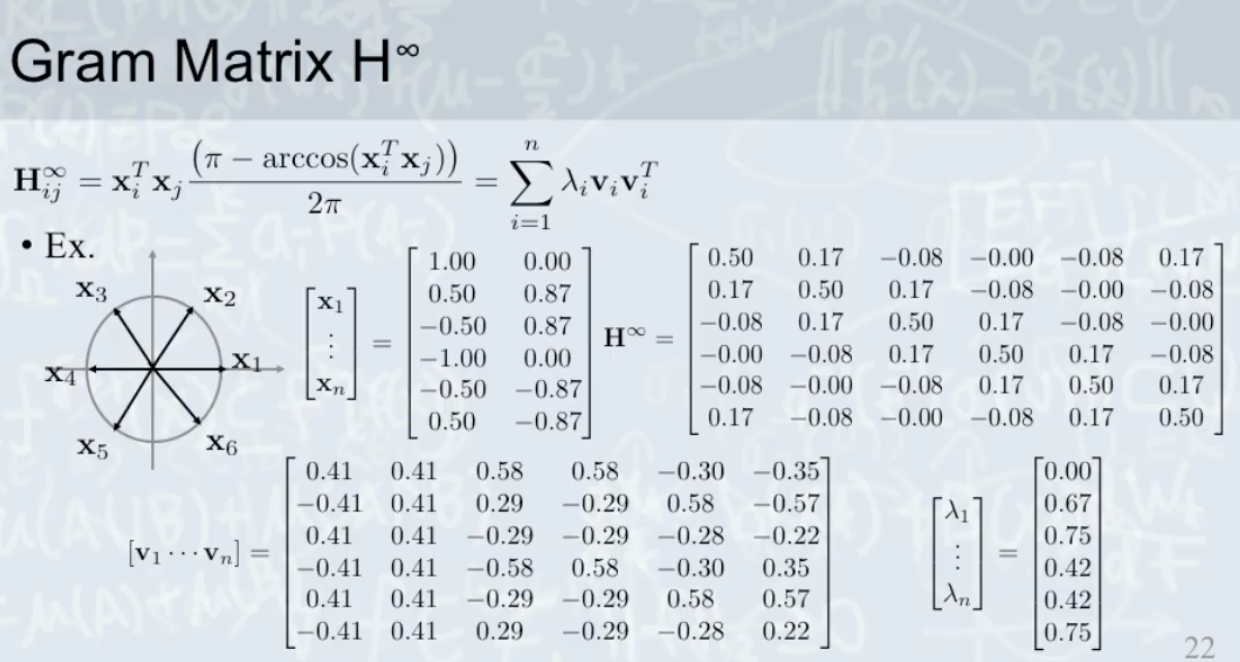 Gram Matrix H∞
H∞ij = xiT xj (π − arccos(xiT xj)) / 2π = Σ i=1 n λi vi viT
• Ex.
x3 x2
x4 x1
x5 x6
[x1 ⋮ xn] =
1.00 0.00
0.50 0.87
−0.50 0.87
−1.00 0.00
−0.50 −0.87
0.50 −0.87
H∞ =
0.50 0.17 −0.08 −0.00 −0.08 0.17
0.17 0.50 0.17 −0.08 −0.00 −0.08
−0.08 0.17 0.50 0.17 −0.08 −0.00
−0.00 −0.08 0.17 0.50 0.17 −0.08
−0.08 −0.00 −0.08 0.17 0.50 0.17
0.17 −0.08 −0.00 −0.08 0.17 0.50
[v1 ⋯ vn] =
0.41 0.41 0.58 0.58 −0.30 −0.35
−0.41 0.41 0.29 −0.29 0.58 −0.57
0.41 0.41 −0.29 −0.29 −0.28 −0.22
−0.41 0.41 −0.58 0.58 −0.30 0.35
0.41 0.41 −0.29 −0.29 0.58 0.57
−0.41 0.41 0.29 −0.29 −0.28 0.22
[λ1 ⋮ λn] =
0.00
0.67
0.75
0.42
0.42
0.75
22